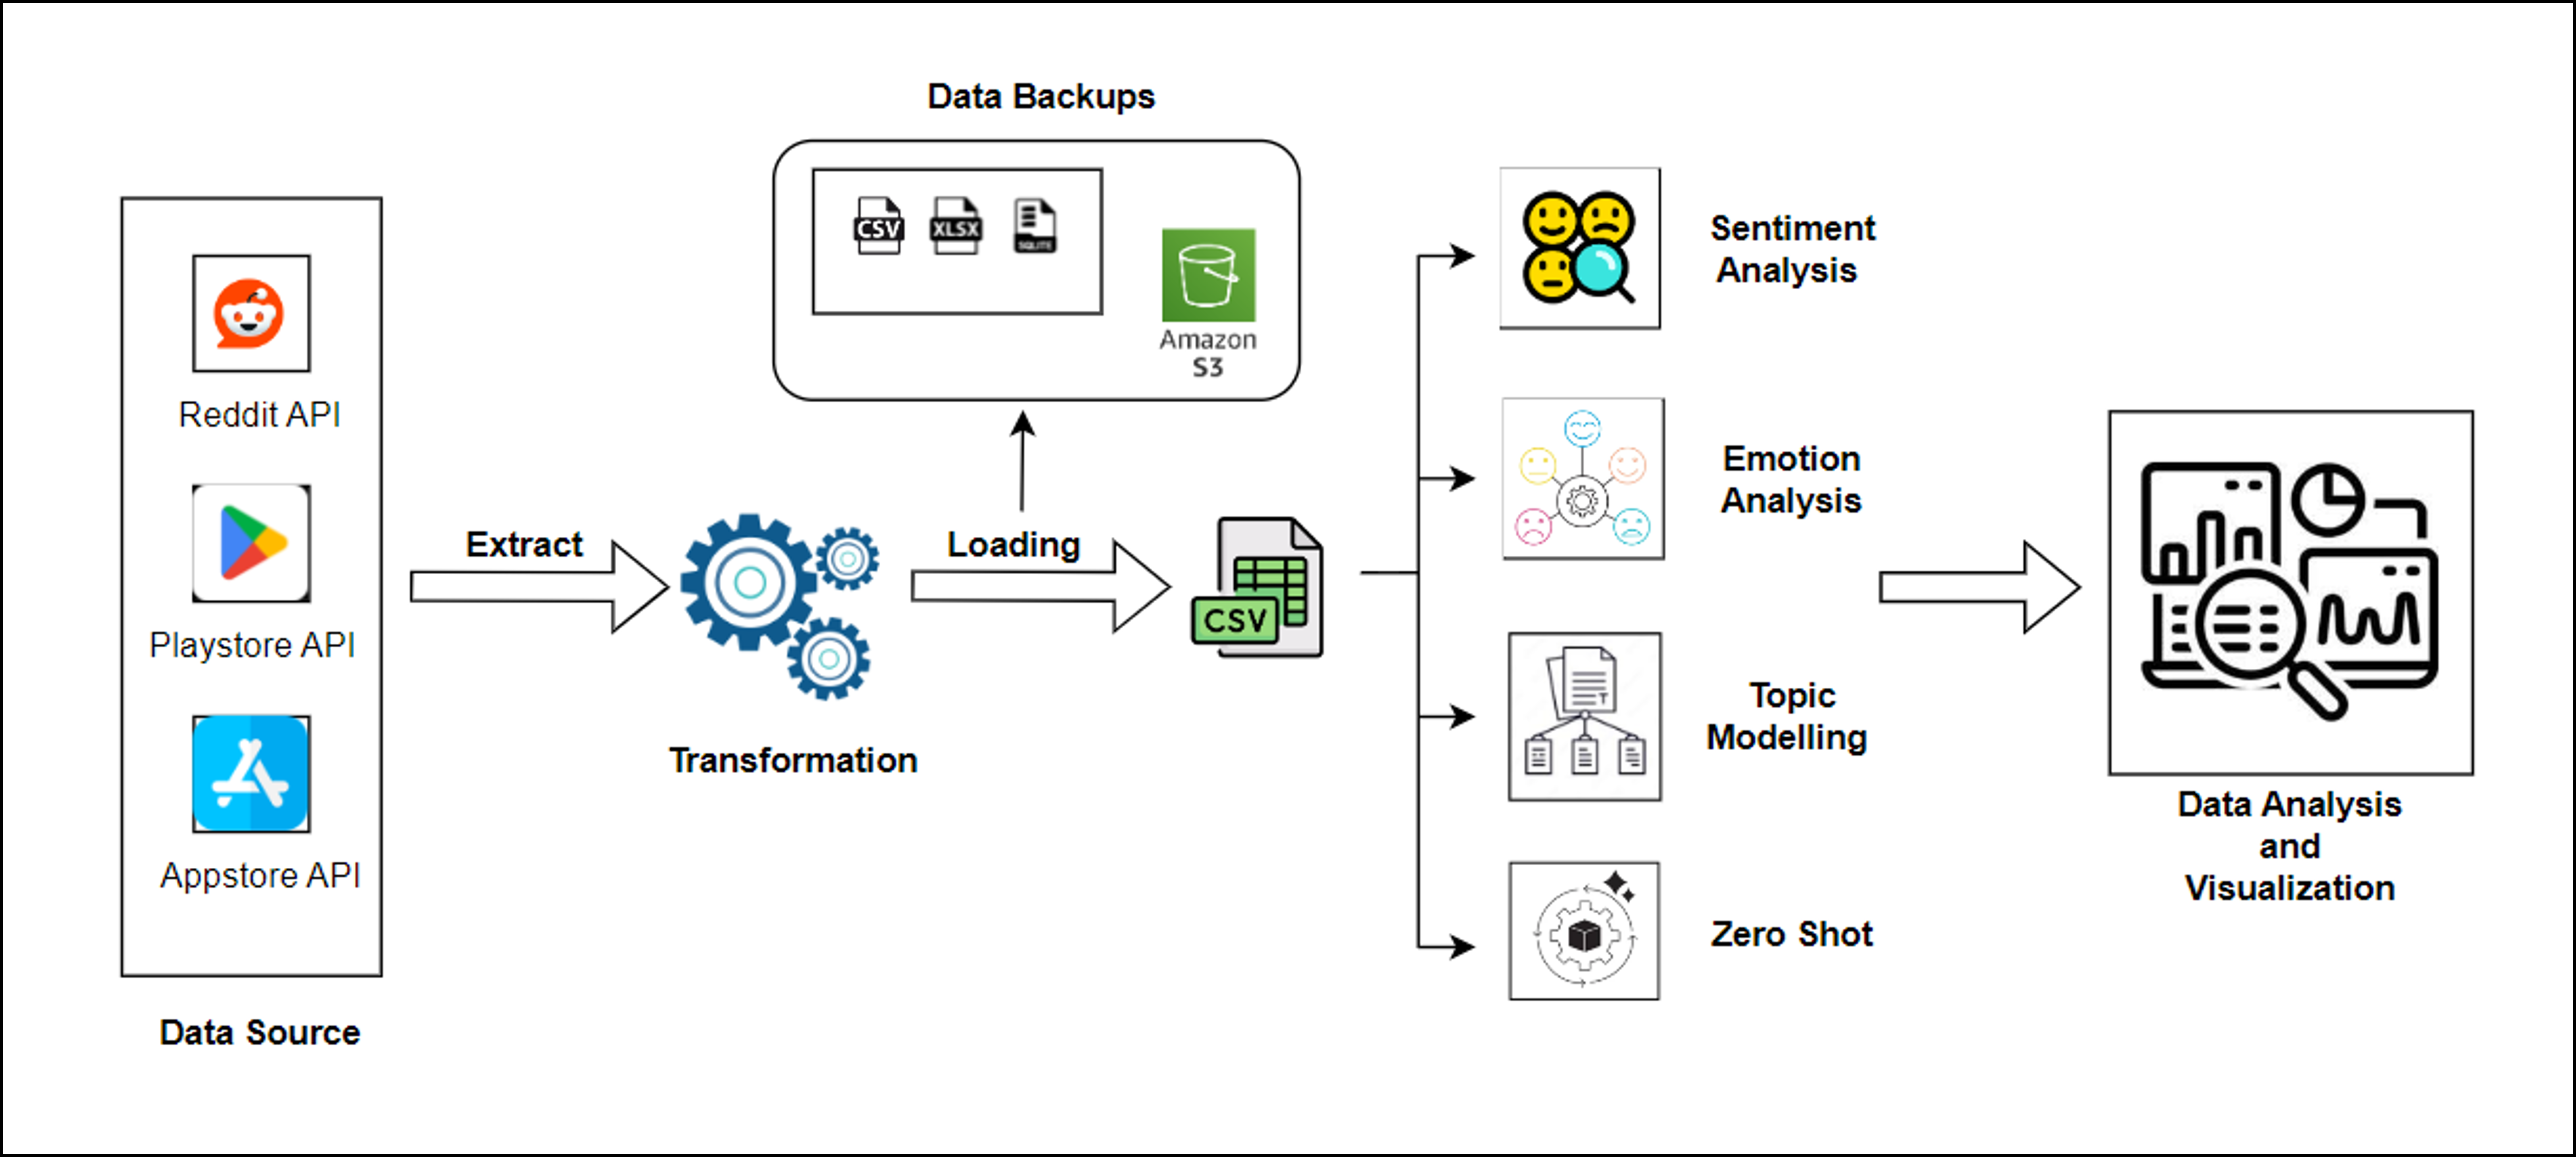 Data Backups
CSV
XLSX
SQLITE
Amazon
S3
Reddit API
Playstore API
Appstore API
Data Source
Extract
Transformation
Loading
CSV
Sentiment
Analysis
Emotion
Analysis
Topic
Modelling
Zero Shot
Data Analysis
and
Visualization